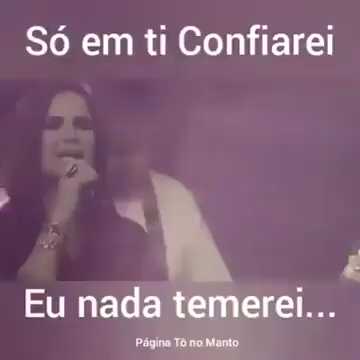 Só em ti Confiarei
Eu nada temerei...
Página Tô no Manto